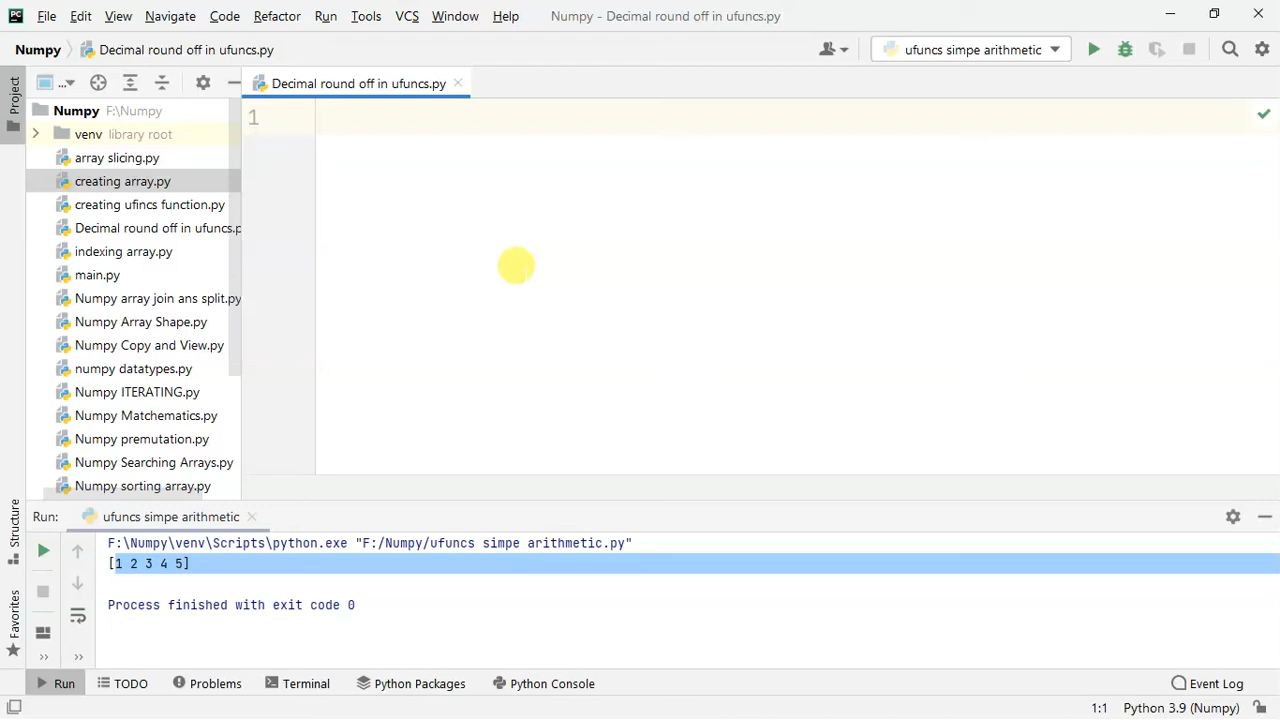 File Edit View Navigate Code Refactor Run Tools VCS Window Help Numpy - Decimal round off in ufuncs.py
Numpy Decimal round off in ufuncs.py ufuncs simpe arithmetic
Project ... Decimal round off in ufuncs.py
Numpy F:\Numpy
1
venv library root
array slicing.py
creating array.py
creating ufincs function.py
Decimal round off in ufuncs.p
indexing array.py
main.py
Numpy array join ans split.py
Numpy Array Shape.py
Numpy Copy and View.py
numpy datatypes.py
Numpy ITERATING.py
Numpy Matchematics.py
Numpy premutation.py
Numpy Searching Arrays.py
Numpy sorting array.py
Structure
Favorites
Run: ufuncs simpe arithmetic
F:\Numpy\venv\Scripts\python.exe "F:/Numpy/ufuncs simpe arithmetic.py"
[1 2 3 4 5]
Process finished with exit code 0
Run TODO Problems Terminal Python Packages Python Console Event Log
1:1 Python 3.9 (Numpy)